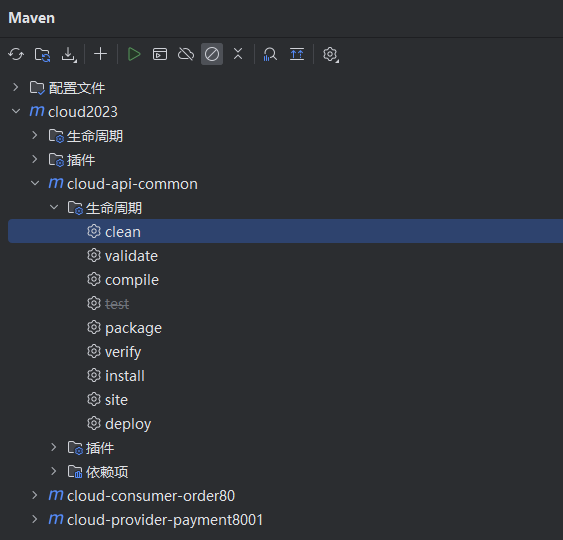 Maven
配置文件
m cloud2023
生命周期
插件
m cloud-api-common
生命周期
clean
validate
compile
test
package
verify
install
site
deploy
插件
依赖项
m cloud-consumer-order80
m cloud-provider-payment8001